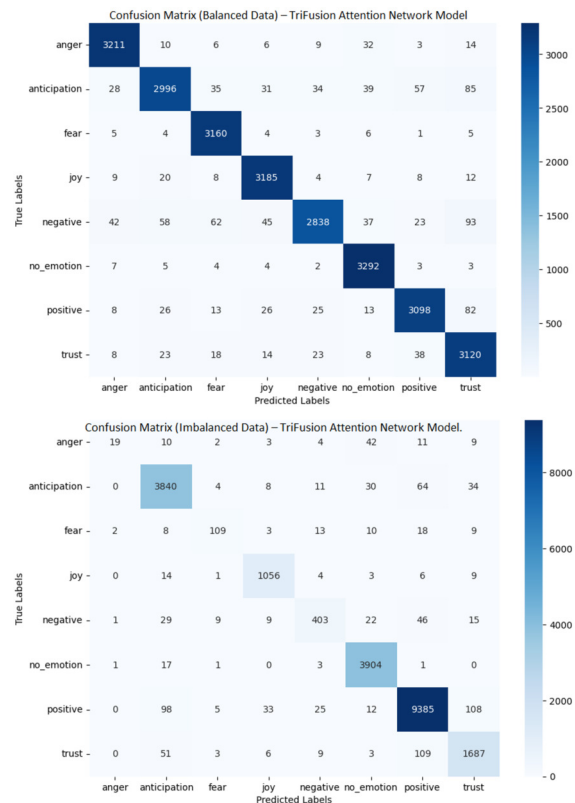 Confusion Matrix (Balanced Data) – TriFusion Attention Network Model
anger 3211 10 6 6 9 32 3 14
anticipation 28 2996 35 31 34 39 57 85
fear 5 4 3160 4 3 6 1 5
joy 9 20 8 3185 4 7 8 12
negative 42 58 62 45 2838 37 23 93
no_emotion 7 5 4 4 2 3292 3 3
positive 8 26 13 26 25 13 3098 82
trust 8 23 18 14 23 8 38 3120
anger anticipation fear joy negative no_emotion positive trust
Predicted Labels
True Labels
3000
2500
2000
1500
1000
500
Confusion Matrix (Imbalanced Data) – TriFusion Attention Network Model.
anger 19 10 2 3 4 42 11 9
anticipation 0 3840 4 8 11 30 64 34
fear 2 8 109 3 13 10 18 9
joy 0 14 1 1056 4 3 6 9
negative 1 29 9 9 403 22 46 15
no_emotion 1 17 1 0 3 3904 1 0
positive 0 98 5 33 25 12 9385 108
trust 0 51 3 6 9 3 109 1687
anger anticipation fear joy negative no_emotion positive trust
Predicted Labels
True Labels
8000
6000
4000
2000
0